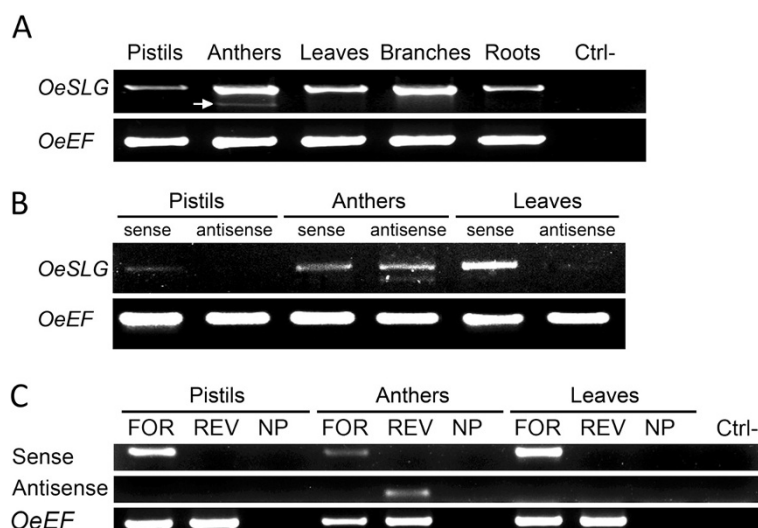 A
Pistils Anthers Leaves Branches Roots Ctrl-
OeSLG
OeEF
B
Pistils Anthers Leaves
sense antisense sense antisense sense antisense
OeSLG
OeEF
C
Pistils Anthers Leaves
FOR REV NP FOR REV NP FOR REV NP Ctrl-
Sense
Antisense
OeEF